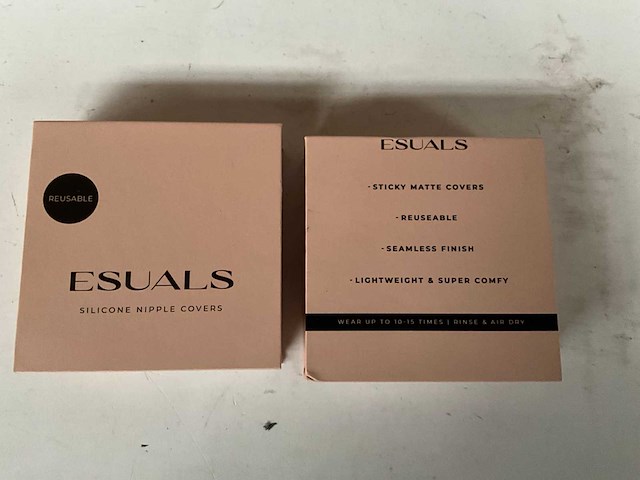 REUSABLE
ESUALS
SILICONE NIPPLE COVERS
ESUALS
-STICKY MATTE COVERS
-REUSEABLE
-SEAMLESS FINISH
-LIGHTWEIGHT & SUPER COMFY
WEAR UP TO 10-15 TIMES | RINSE & AIR DRY